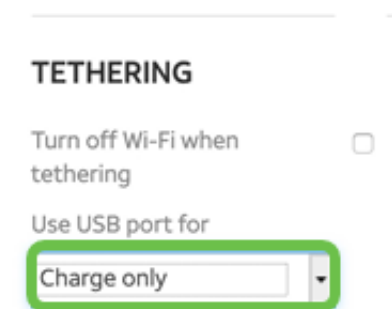 TETHERING
Turn off Wi-Fi when
tethering
Use USB port for
Charge only